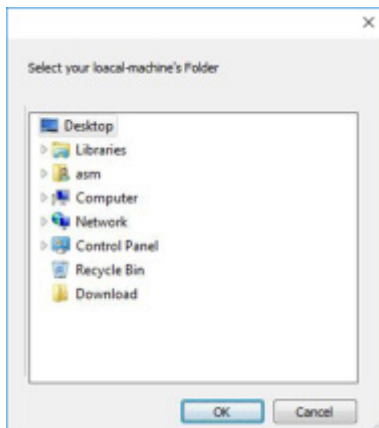 Select your loacal-machine's Folder
Desktop
Libraries
asm
Computer
Network
Control Panel
Recycle Bin
Download
OK Cancel